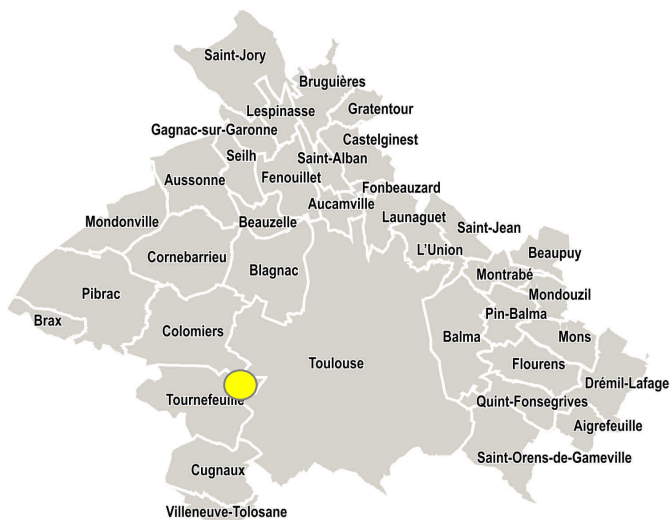 Saint-Jory
Bruguières
Lespinasse
Gratentour
Gagnac-sur-Garonne
Castelginest
Seilh
Saint-Alban
Aussonne
Fenouillet
Fonbeauzard
Aucamville
Mondonville
Beauzelle
Launaguet
Saint-Jean
L'Union
Beaupuy
Cornebarrieu
Blagnac
Montrabé
Pibrac
Mondouzil
Brax
Pin-Balma
Colomiers
Balma
Mons
Toulouse
Flourens
Drémil-Lafage
Tournefeuille
Quint-Fonsegrives
Aigrefeuille
Saint-Orens-de-Gameville
Cugnaux
Villeneuve-Tolosane